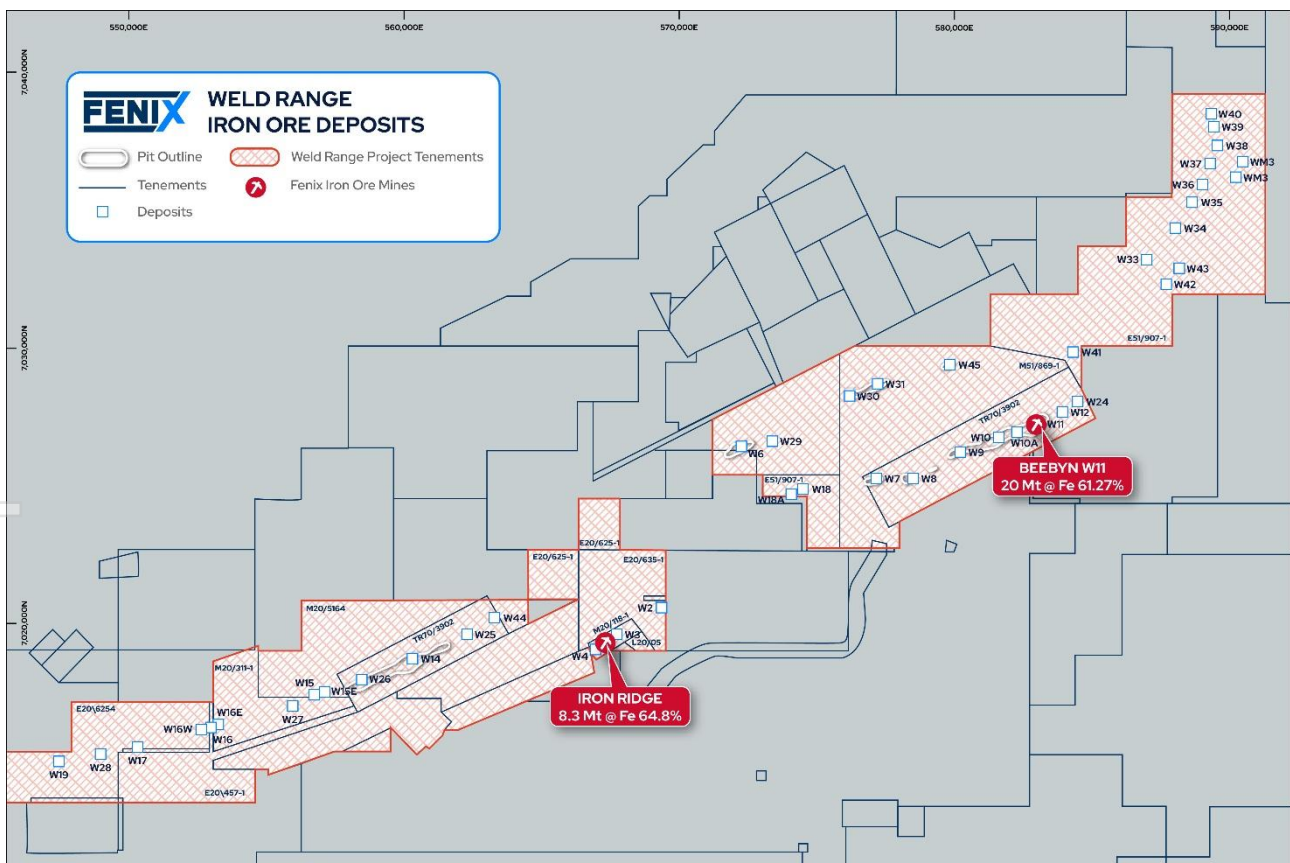 550,000E
560,000E
570,000E
580,000E
590,000E
7,040,000N
7,030,000N
7,020,000N
FENIX
WELD RANGE
IRON ORE DEPOSITS
Pit Outline
Weld Range Project Tenements
Tenements
Fenix Iron Ore Mines
Deposits
W40
W39
W38
W37
WM3
WM3
W36
W35
W34
W33
W43
W42
E51/907-1
W41
M51/869-1
W45
W31
W30
W24
TR70/3902
W12
W11
W10
W10A
W29
W6
W9
BEEBYN W11
20 Mt @ Fe 61.27%
E51/907-1
W7
W8
W18
W18A
E20/625-1
E20/625-1
E20/635-1
M20/5164
W2
M20/118-1
W44
TR70/3902
W25
W3
L20/05
W4
W14
M20/311-1
W26
IRON RIDGE
8.3 Mt @ Fe 64.8%
W15
W15E
W27
E20\6254
W16E
W16W
W16
W17
W28
W19
E20\457-1